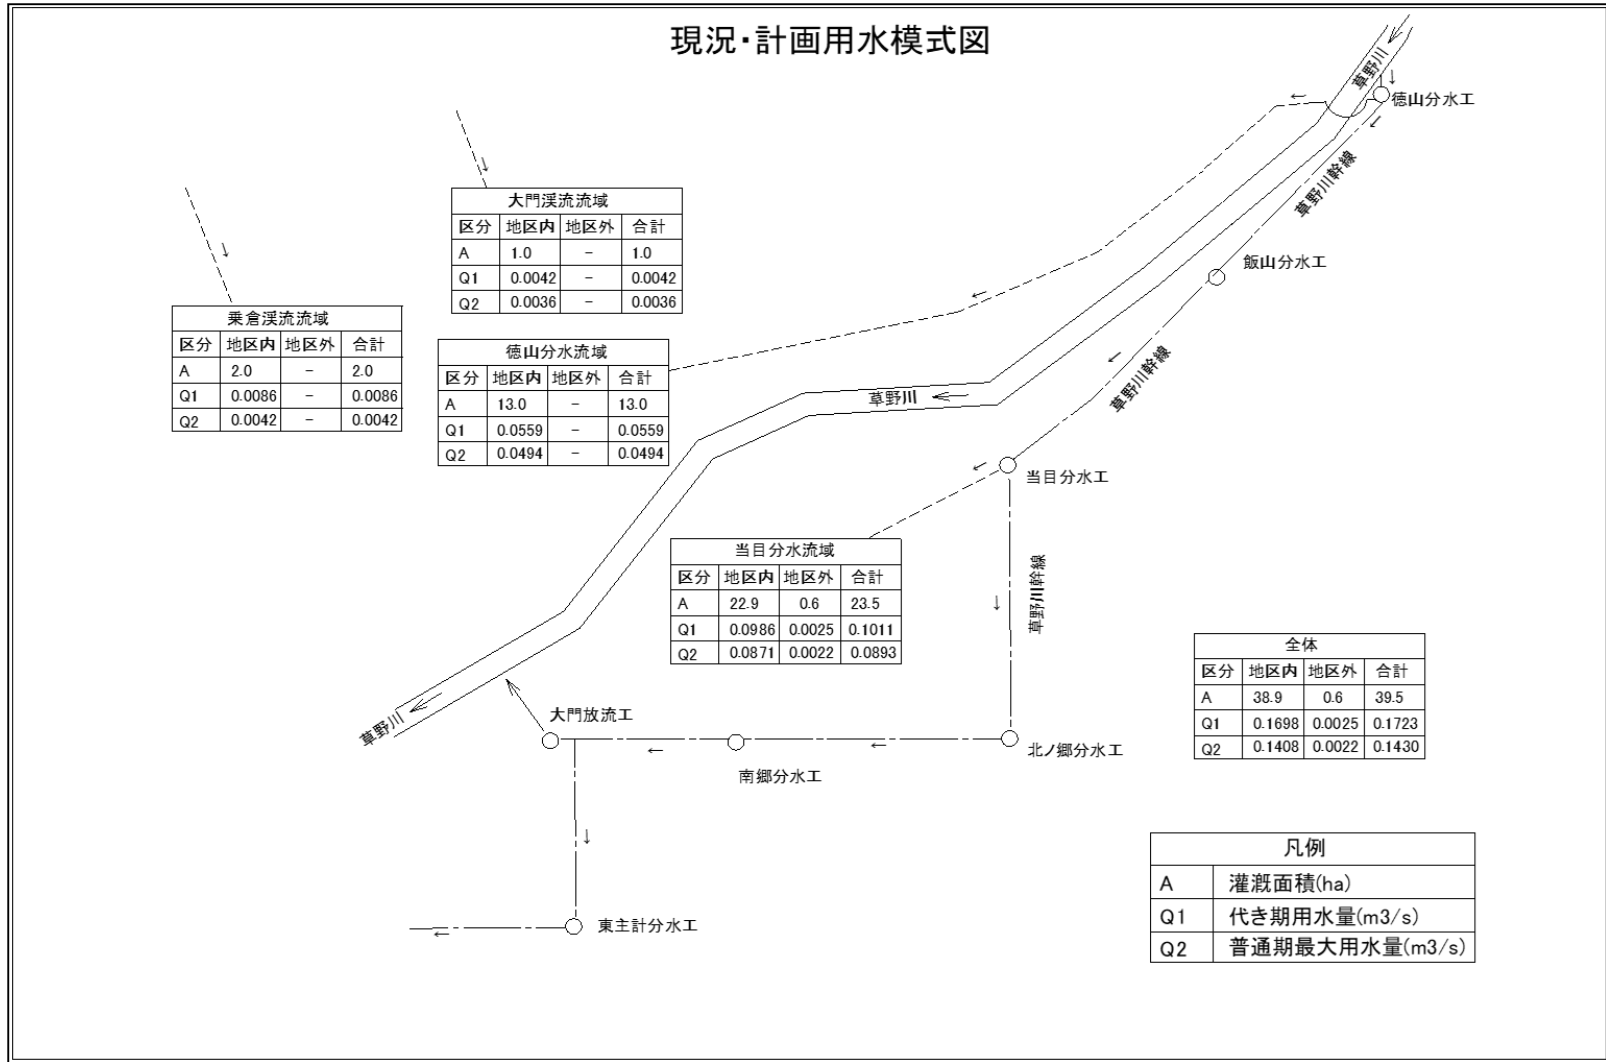 現況・計画用水模式図
草野川
徳山分水工
草野川幹線
飯山分水工
草野川幹線
草野川
当目分水工
草野川幹線
大門渓流流域
区分 地区内 地区外 合計
A 1.0 － 1.0
Q1 0.0042 － 0.0042
Q2 0.0036 － 0.0036
乗倉渓流流域
区分 地区内 地区外 合計
A 2.0 － 2.0
Q1 0.0086 － 0.0086
Q2 0.0042 － 0.0042
徳山分水流域
区分 地区内 地区外 合計
A 13.0 － 13.0
Q1 0.0559 － 0.0559
Q2 0.0494 － 0.0494
当目分水流域
区分 地区内 地区外 合計
A 22.9 0.6 23.5
Q1 0.0986 0.0025 0.1011
Q2 0.0871 0.0022 0.0893
全体
区分 地区内 地区外 合計
A 38.9 0.6 39.5
Q1 0.1698 0.0025 0.1723
Q2 0.1408 0.0022 0.1430
草野川
大門放流工
南郷分水工
北ノ郷分水工
東主計分水工
凡例
A 灌漑面積(ha)
Q1 代き期用水量(m3/s)
Q2 普通期最大用水量(m3/s)